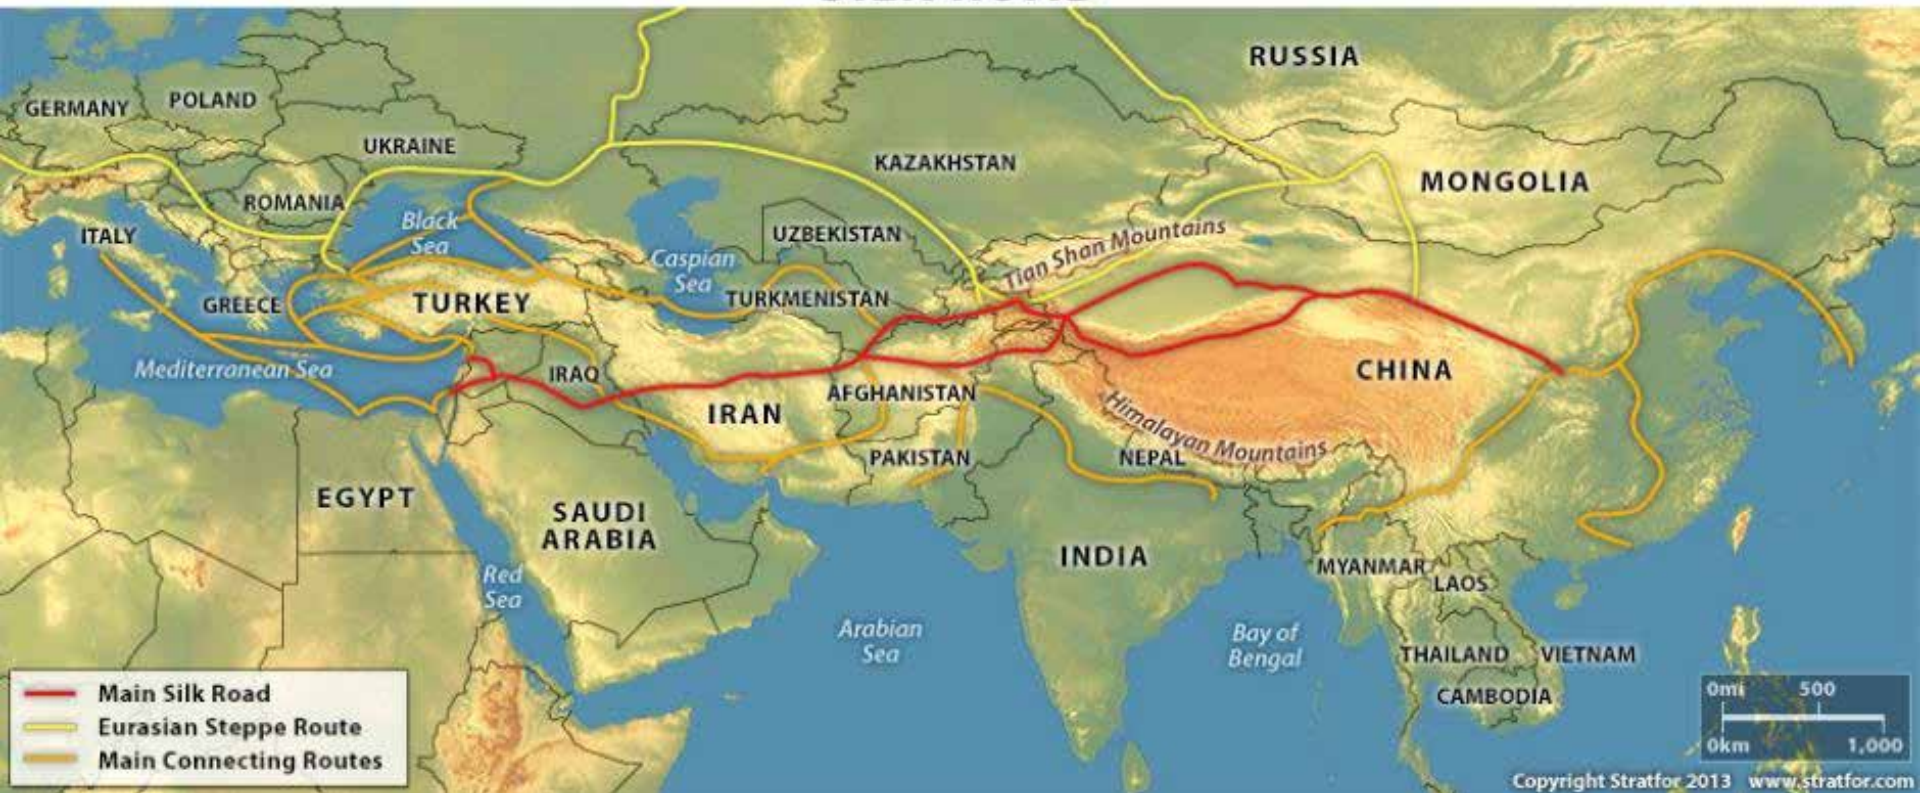 RUSSIA
GERMANY
POLAND
UKRAINE
KAZAKHSTAN
MONGOLIA
ROMANIA
ITALY
Black
Sea
UZBEKISTAN
Tian Shan Mountains
Caspian
Sea
GREECE
TURKEY
TURKMENISTAN
Mediterranean Sea
IRAQ
CHINA
AFGHANISTAN
IRAN
Himalayan Mountains
PAKISTAN
NEPAL
EGYPT
SAUDI
ARABIA
INDIA
MYANMAR
LAOS
Red
Sea
Arabian
Sea
Bay of
Bengal
THAILAND
VIETNAM
CAMBODIA
Main Silk Road
Eurasian Steppe Route
Main Connecting Routes
0mi 500
0km 1,000
Copyright Stratfor 2013 www.stratfor.com